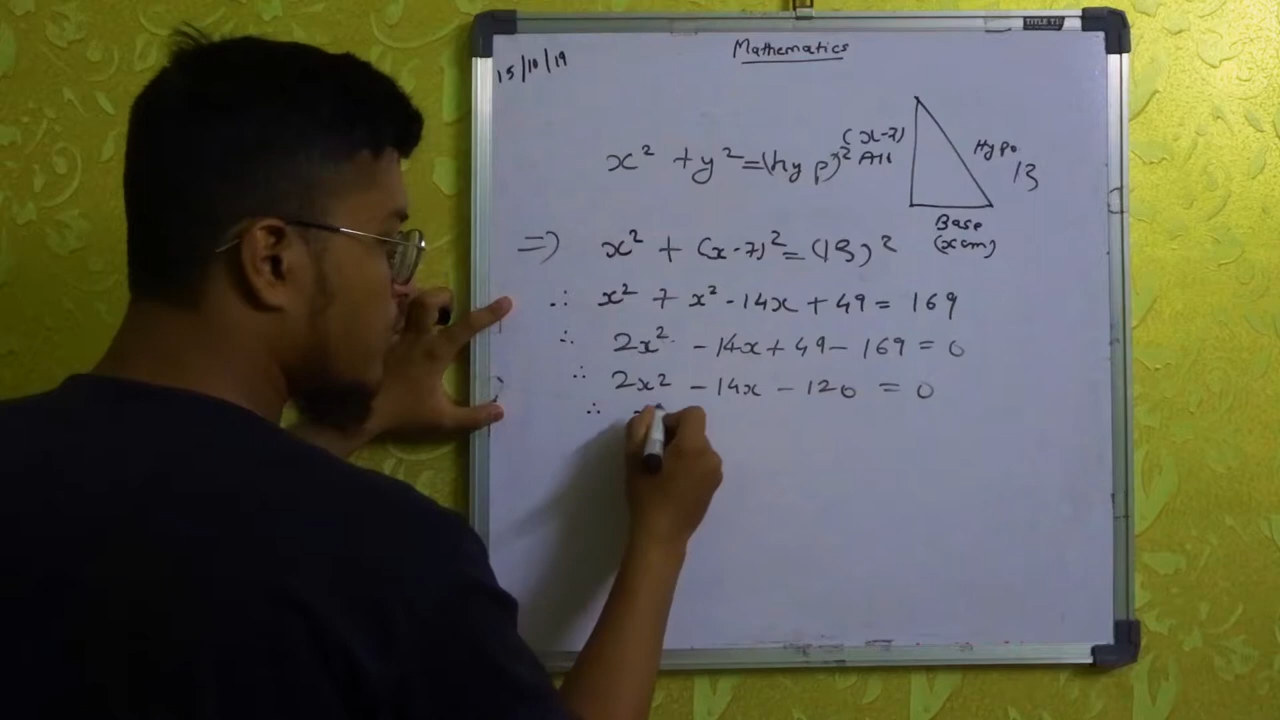 TITLE
Mathematics
15/10/19
x² + y² = (hyp)²
(x-7)
Hypo
13
Base
(x cm)
=) x² + (x-7)² = (13)²
∴ x² + x² - 14x + 49 = 169
∴ 2x² - 14x + 49 - 169 = 0
∴ 2x² - 14x - 120 = 0
∴